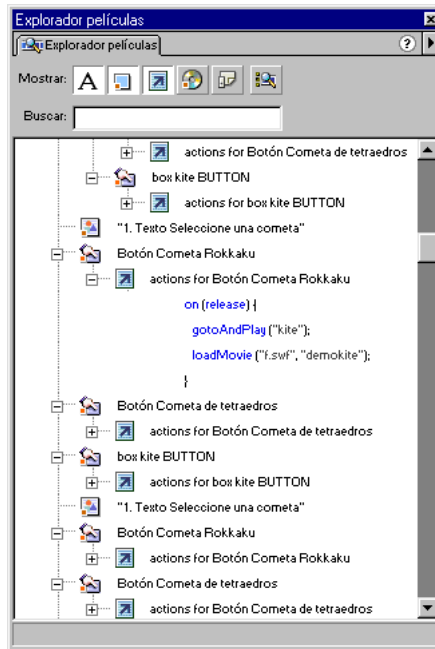 Explorador películas
Explorador películas
?
Mostrar: A
Buscar:
actions for Botón Cometa de tetraedros
box kite BUTTON
actions for box kite BUTTON
"1. Texto Seleccione una cometa"
Botón Cometa Rokkaku
actions for Botón Cometa Rokkaku
on (release) {
gotoAndPlay ("kite");
loadMovie ("f.swf", "demokite");
}
Botón Cometa de tetraedros
actions for Botón Cometa de tetraedros
box kite BUTTON
actions for box kite BUTTON
"1. Texto Seleccione una cometa"
Botón Cometa Rokkaku
actions for Botón Cometa Rokkaku
Botón Cometa de tetraedros
actions for Botón Cometa de tetraedros